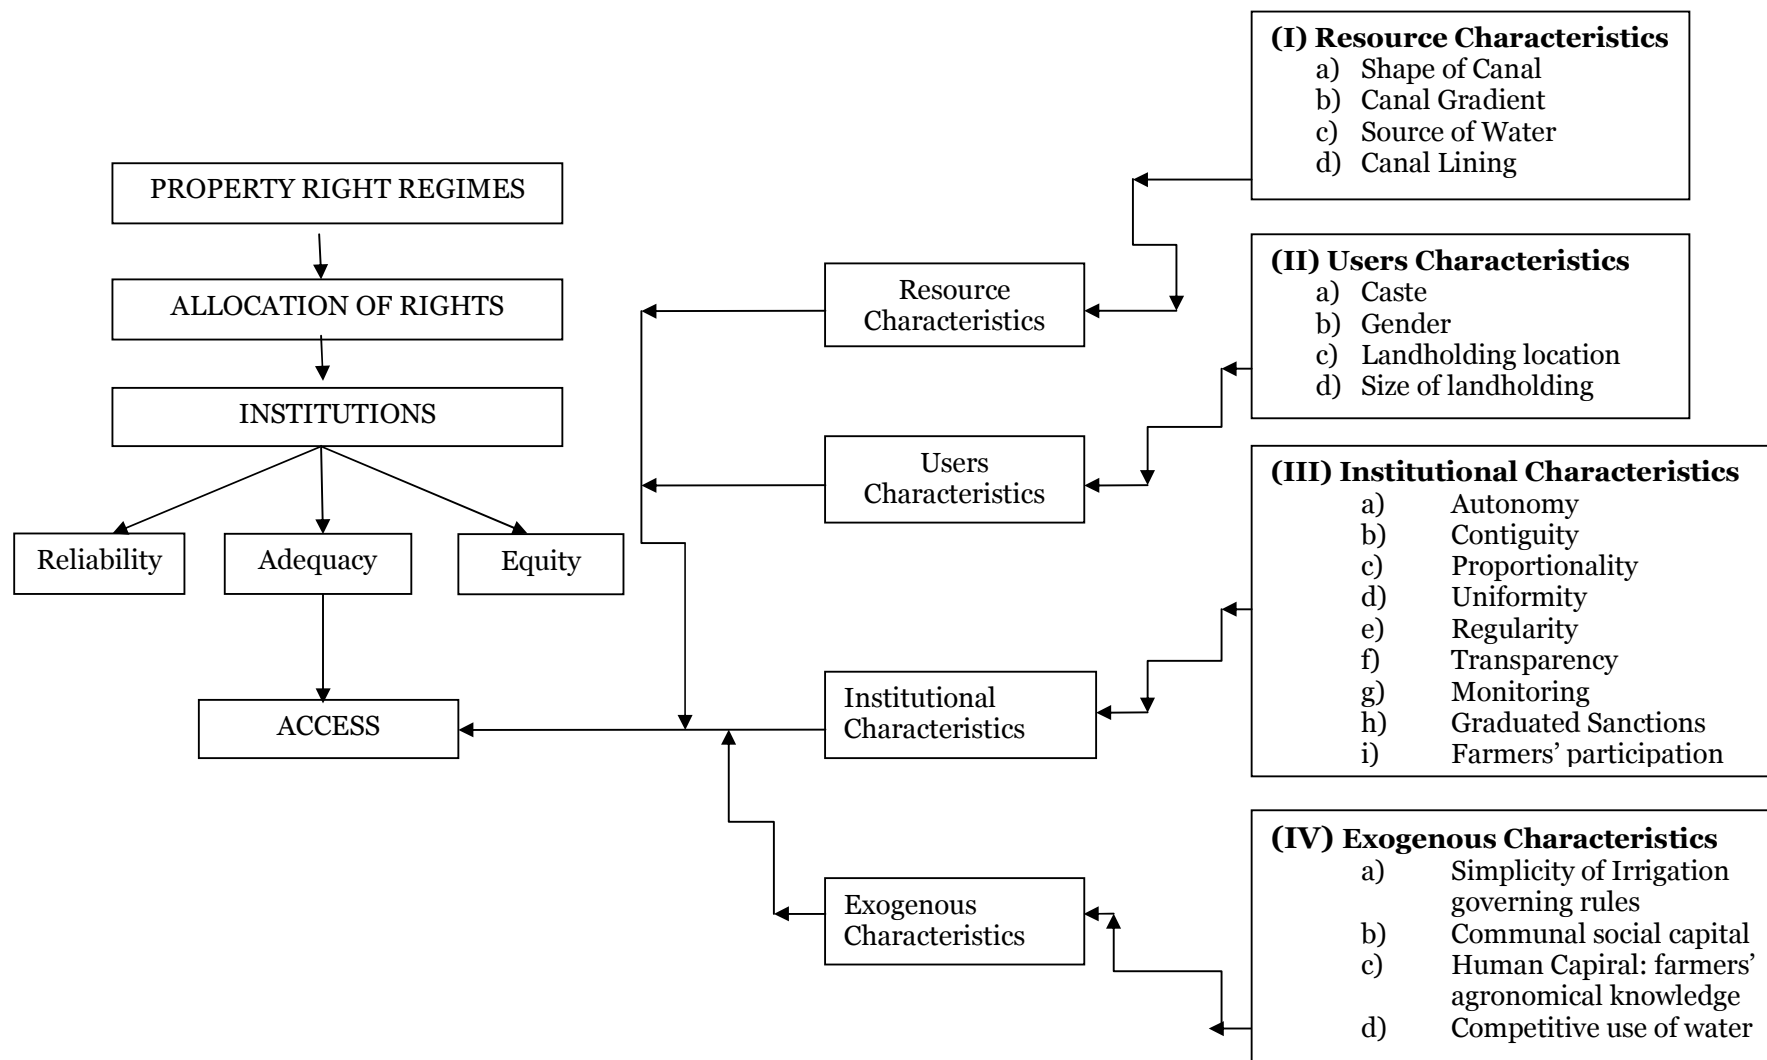 PROPERTY RIGHT REGIMES
ALLOCATION OF RIGHTS
INSTITUTIONS
Reliability
Adequacy
Equity
ACCESS
Resource
Characteristics
Users
Characteristics
Institutional
Characteristics
Exogenous
Characteristics
(I) Resource Characteristics
a) Shape of Canal
b) Canal Gradient
c) Source of Water
d) Canal Lining
(II) Users Characteristics
a) Caste
b) Gender
c) Landholding location
d) Size of landholding
(III) Institutional Characteristics
a) Autonomy
b) Contiguity
c) Proportionality
d) Uniformity
e) Regularity
f) Transparency
g) Monitoring
h) Graduated Sanctions
i) Farmers’ participation
(IV) Exogenous Characteristics
a) Simplicity of Irrigation
governing rules
b) Communal social capital
c) Human Capiral: farmers’
agronomical knowledge
d) Competitive use of water